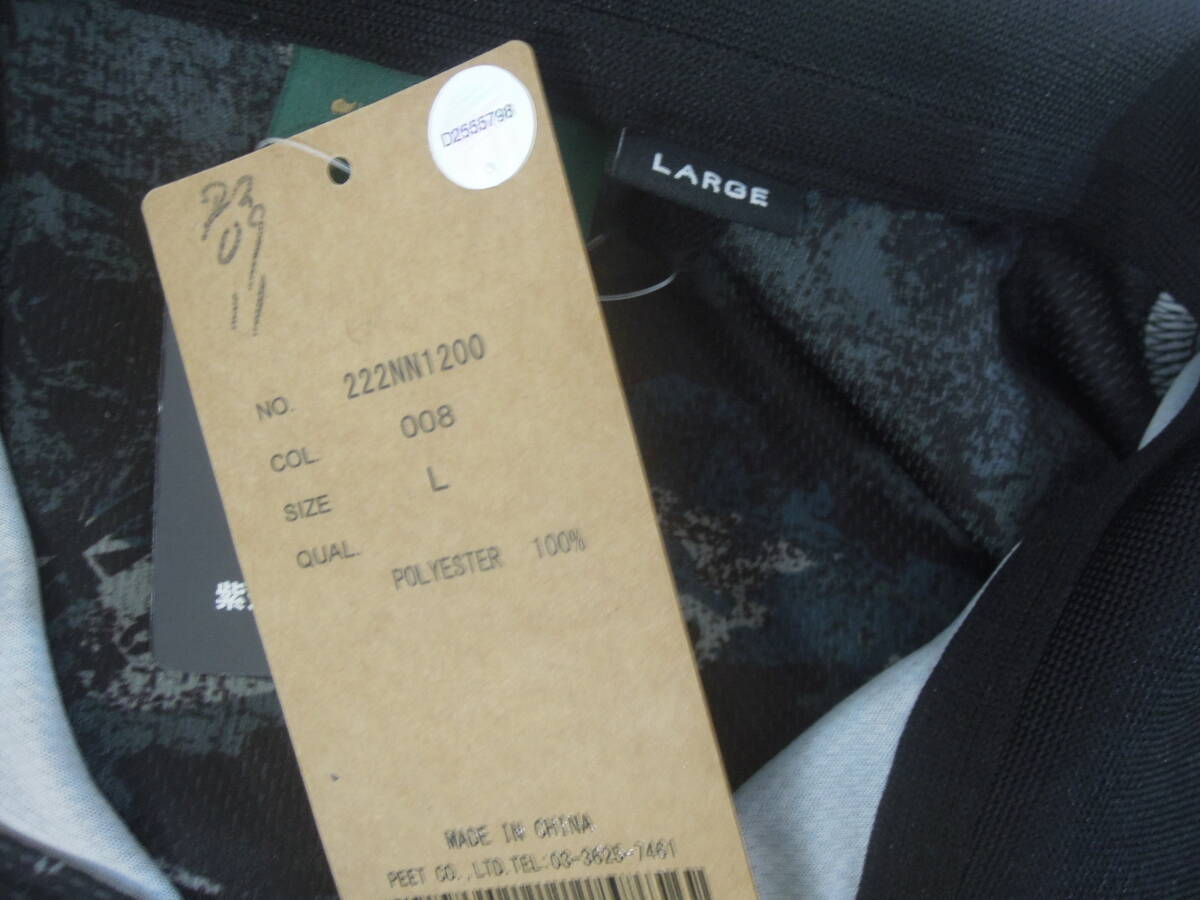 D2555798
LARGE
NO. 222NN1200
COL. 008
SIZE L
QUAL. POLYESTER 100%
紫
MADE IN CHINA
PEET CO.,LTD.TEL:03-3625-7461